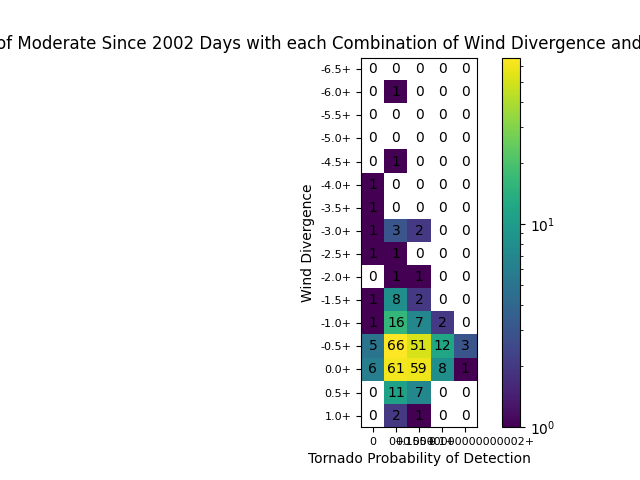 of Moderate Since 2002 Days with each Combination of Wind Divergence and
-6.5+ 0 0 0 0 0
-6.0+ 0 1 0 0 0
-5.5+ 0 0 0 0 0
-5.0+ 0 0 0 0 0
-4.5+ 0 1 0 0 0
-4.0+ 1 0 0 0 0
-3.5+ 1 0 0 0 0
-3.0+ 1 3 2 0 0
-2.5+ 1 1 0 0 0
-2.0+ 0 1 1 0 0
-1.5+ 1 8 2 0 0
-1.0+ 1 16 7 2 0
-0.5+ 5 66 51 12 3
0.0+ 6 61 59 8 1
0.5+ 0 11 7 0 0
1.0+ 0 2 1 0 0
0
Tornado Probability of Detection
Wind Divergence
10¹
10⁰